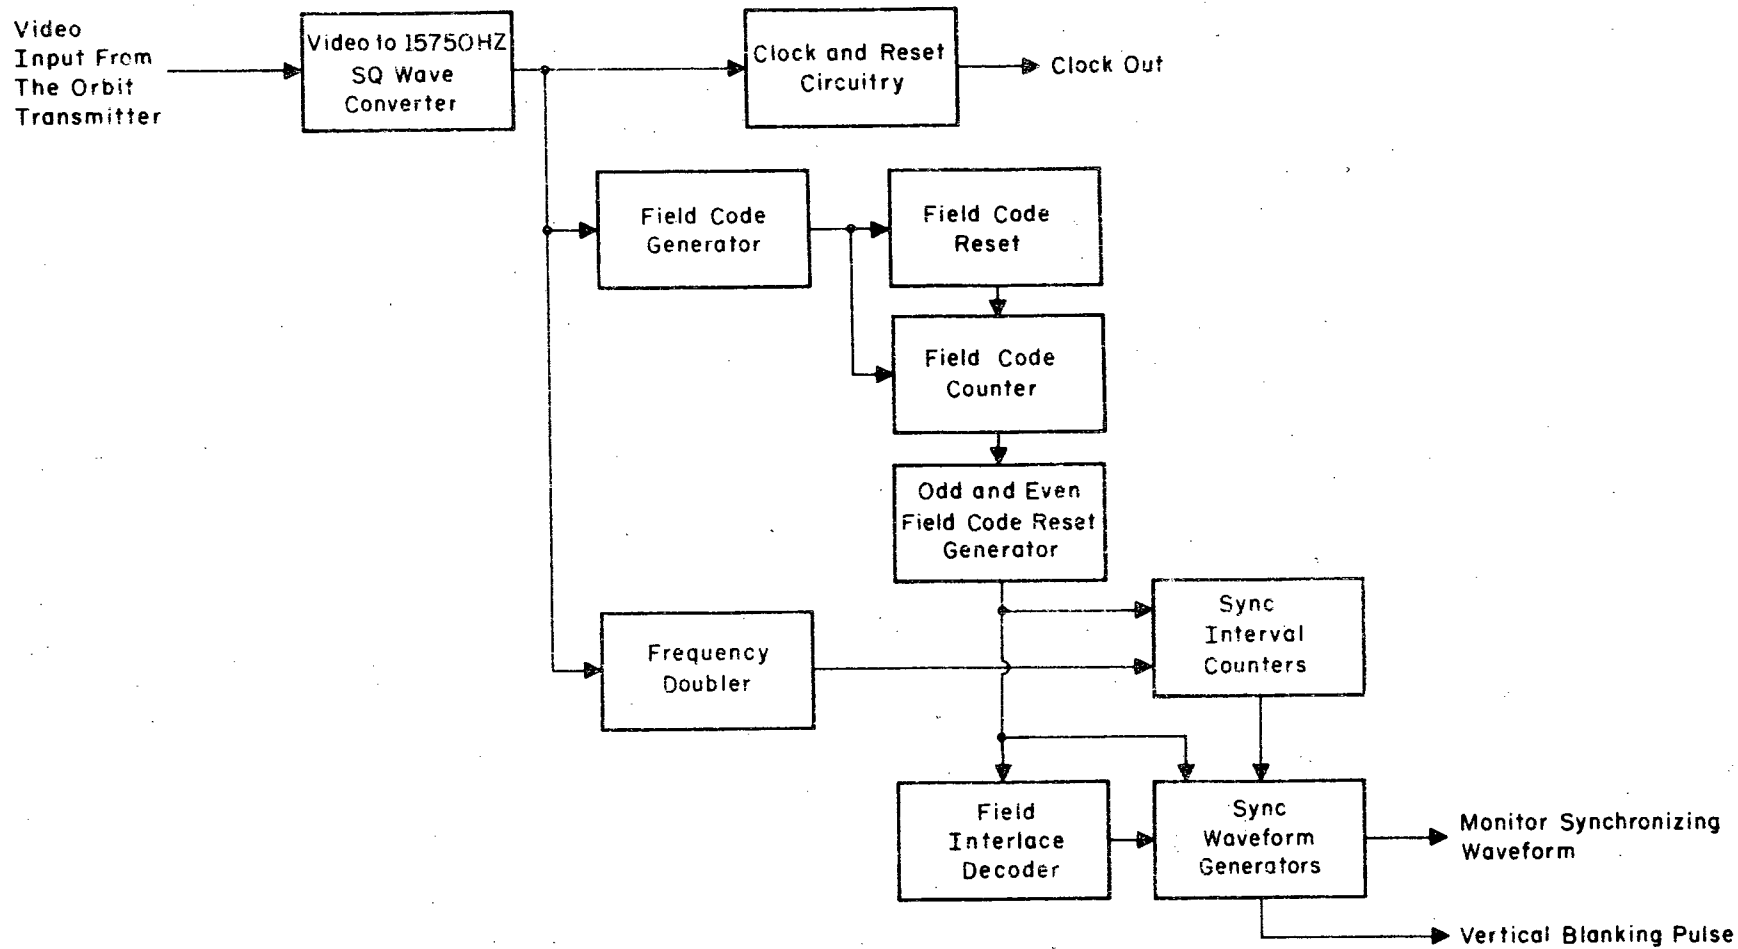 Video
Input From
The Orbit
Transmitter
Video to 15750HZ
SQ Wave
Converter
Clock and Reset
Circuitry
Clock Out
Field Code
Generator
Field Code
Reset
Field Code
Counter
Odd and Even
Field Code Reset
Generator
Frequency
Doubler
Sync
Interval
Counters
Field
Interlace
Decoder
Sync
Waveform
Generators
Monitor Synchronizing
Waveform
Vertical Blanking Pulse